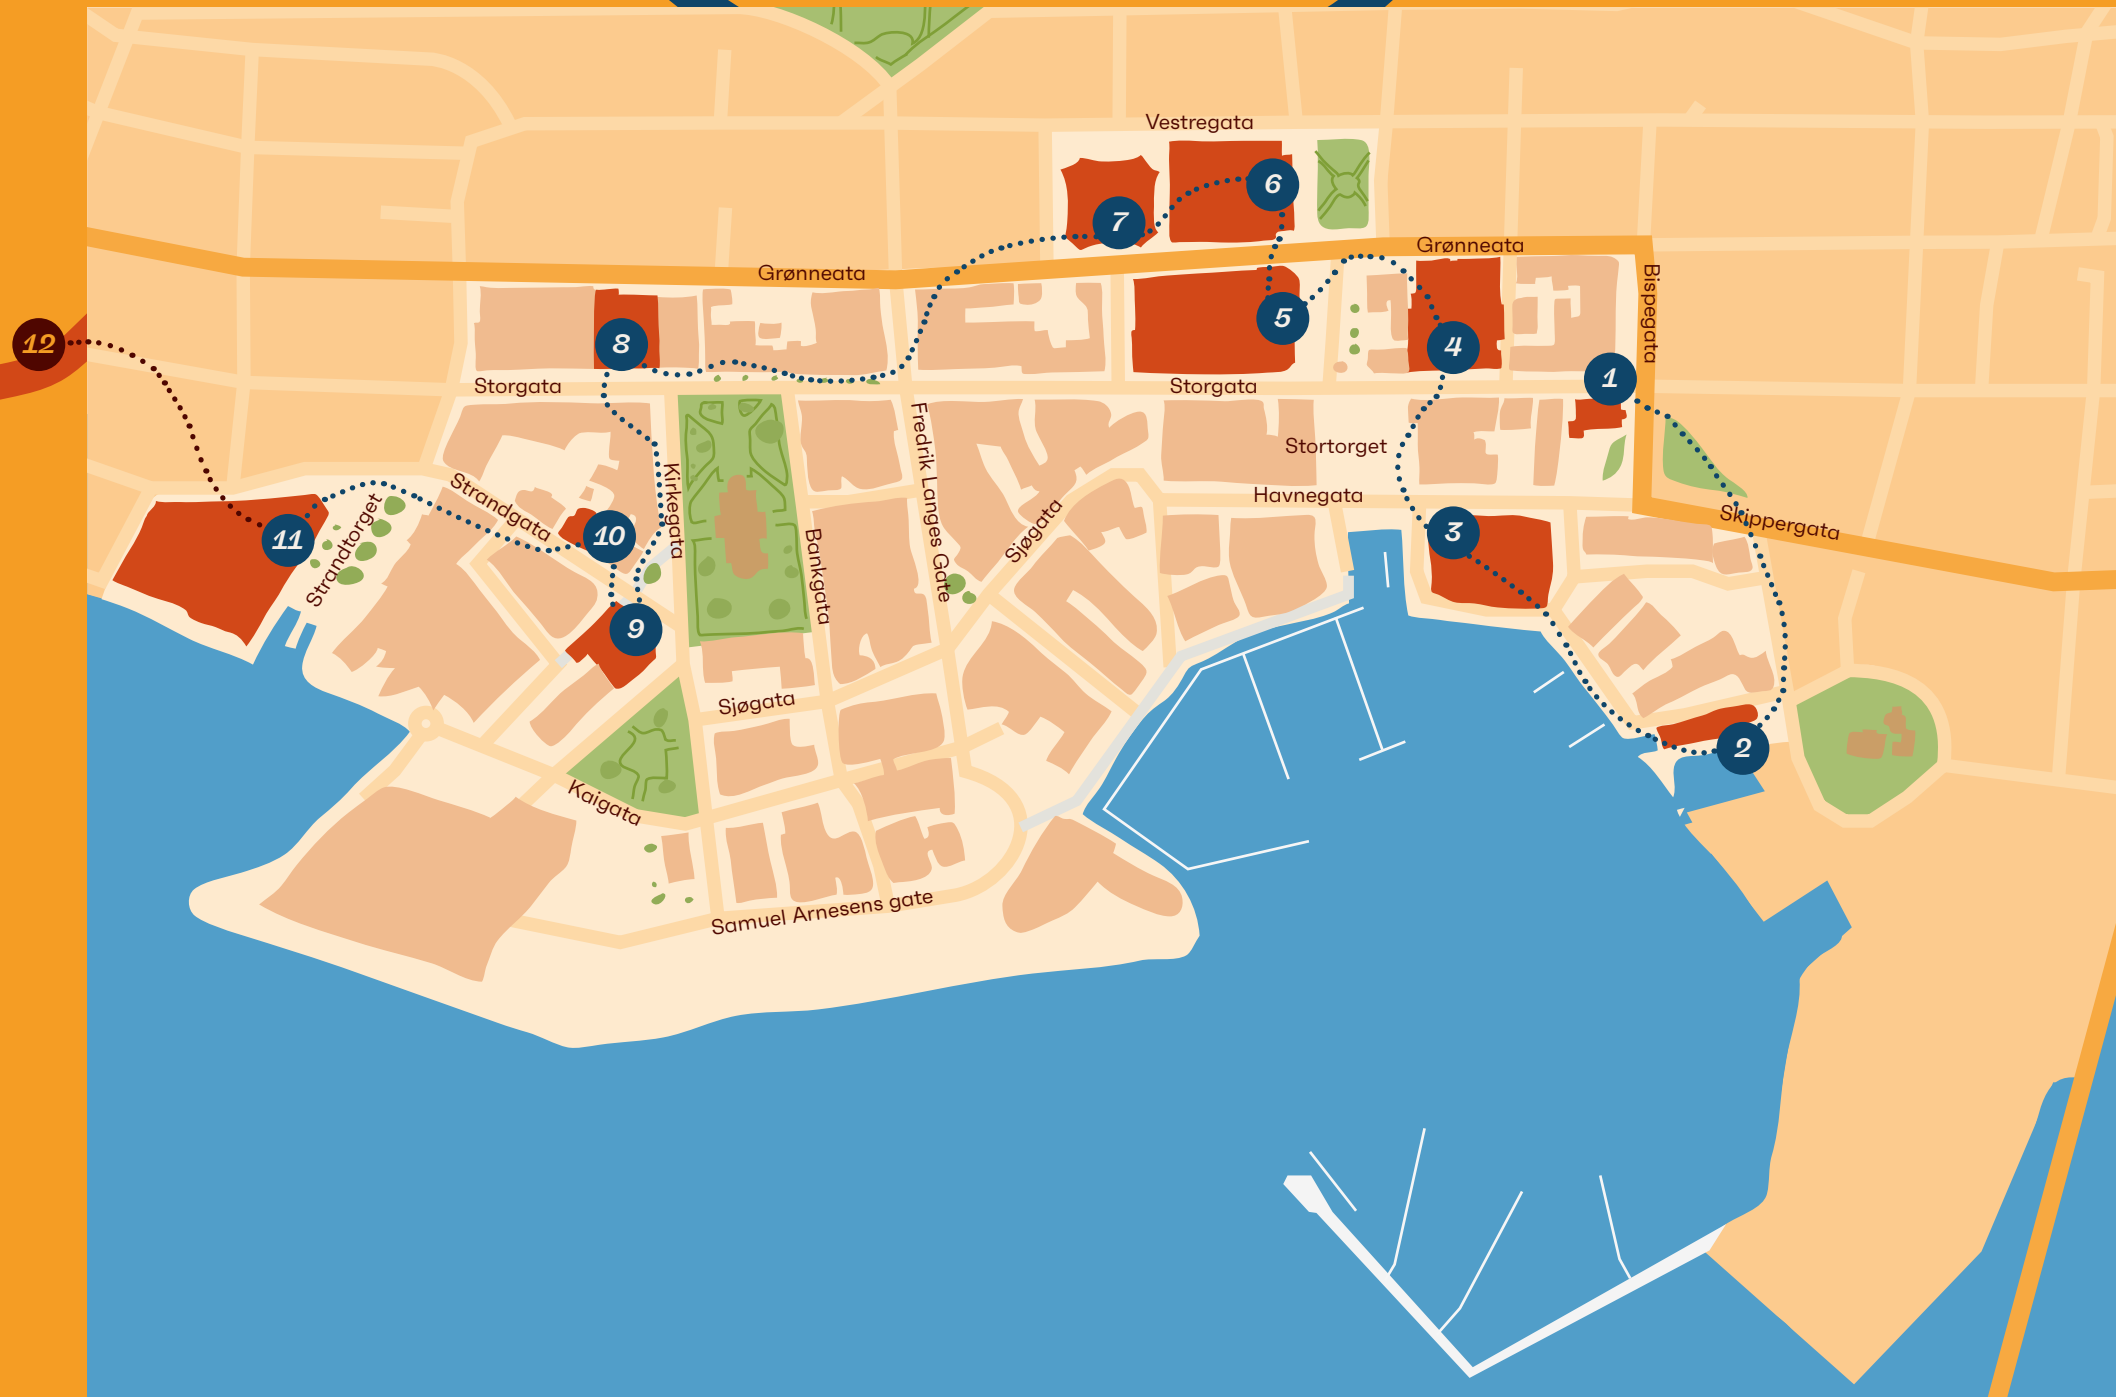 Vestregata
6
7
Grønneata
Grønneata
Bispegata
12
8
5
4
1
Storgata
Storgata
Fredrik Langes Gate
Stortorget
Kirkegata
Strandgata
Havnegata
Skippergata
Strandtorget
11
10
Bankgata
Sjøgata
3
9
Sjøgata
2
Kaigata
Samuel Arnesens gate